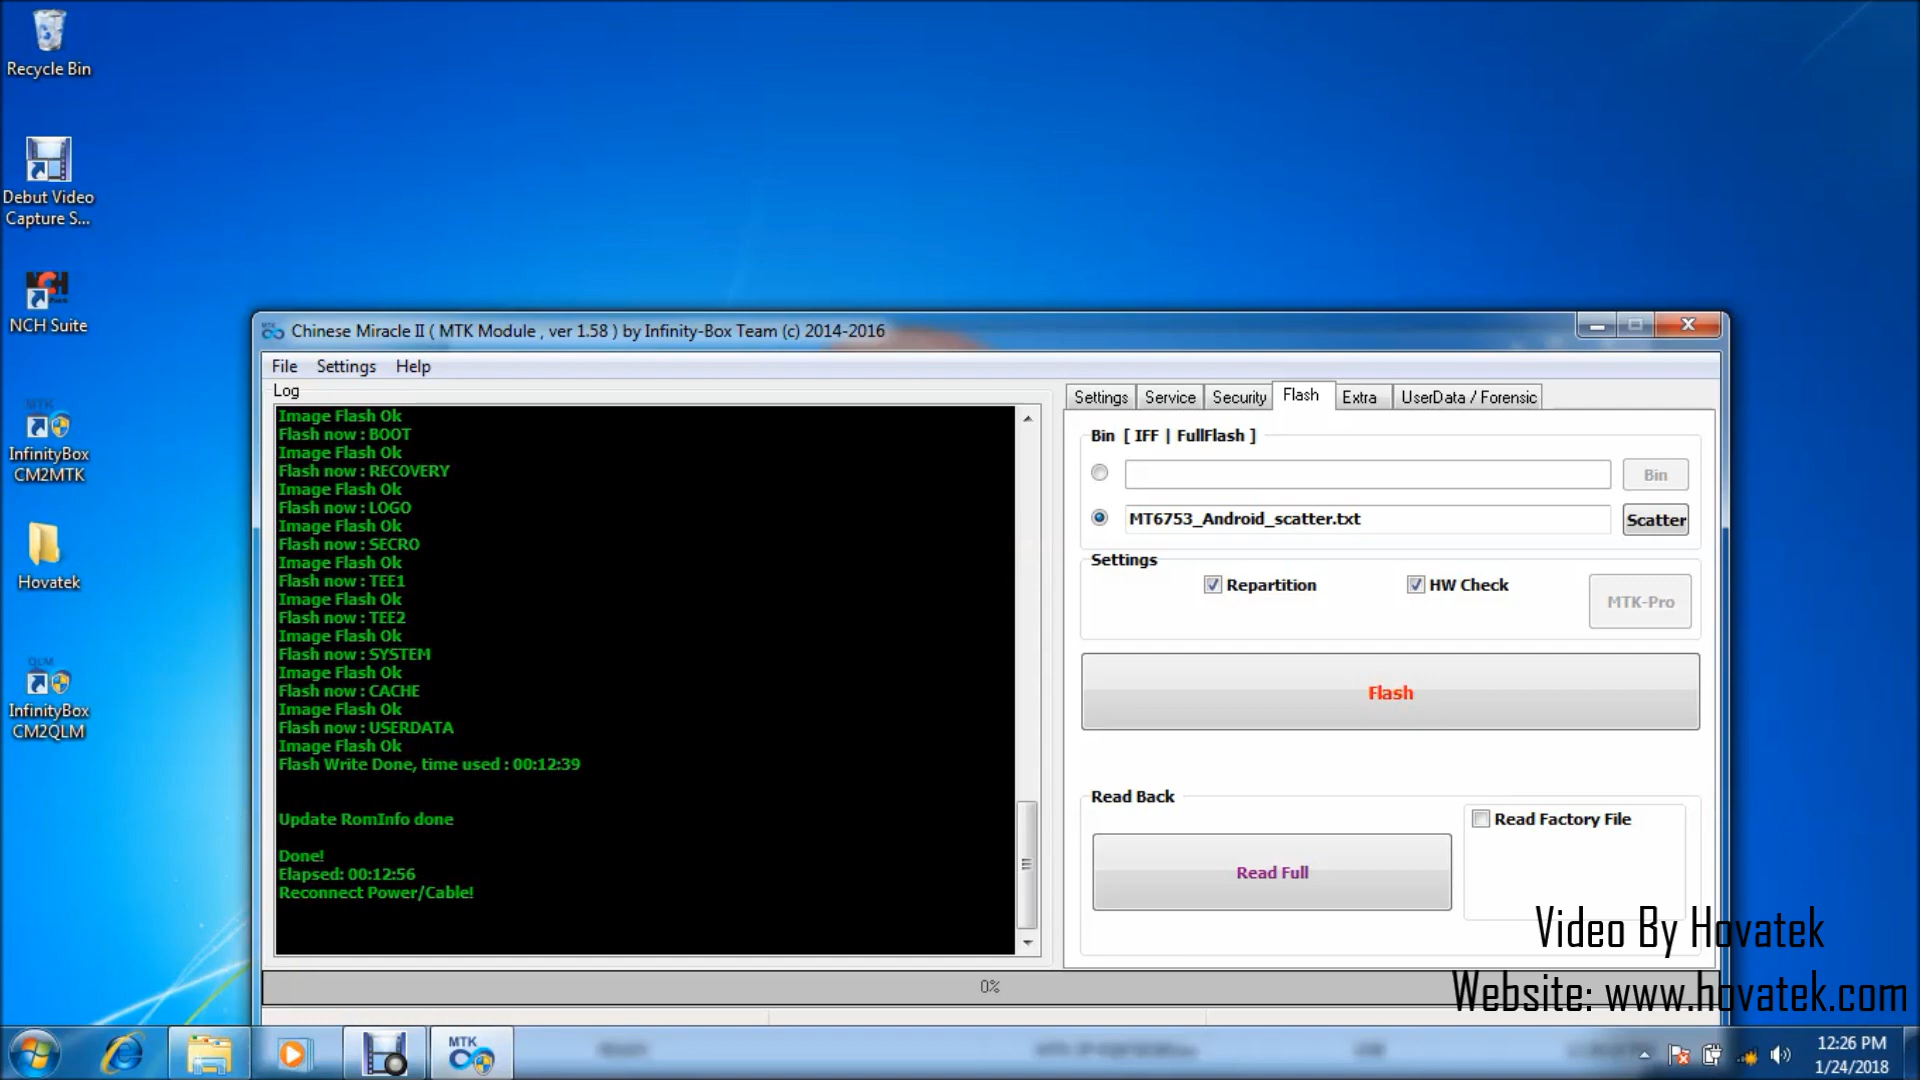 Recycle Bin
Debut Video
Capture S...
NCH
NCH Suite
MTK
InfinityBox
CM2MTK
Hovatek
QLM
InfinityBox
CM2QLM
Chinese Miracle II ( MTK Module , ver 1.58 ) by Infinity-Box Team (c) 2014-2016
File Settings Help
Log
Image Flash Ok
Flash now : BOOT
Image Flash Ok
Flash now : RECOVERY
Image Flash Ok
Flash now : LOGO
Image Flash Ok
Flash now : SECRO
Image Flash Ok
Flash now : TEE1
Image Flash Ok
Flash now : TEE2
Image Flash Ok
Flash now : SYSTEM
Image Flash Ok
Flash now : CACHE
Image Flash Ok
Flash now : USERDATA
Image Flash Ok
Flash Write Done, time used : 00:12:39
Update RomInfo done
Done!
Elapsed: 00:12:56
Reconnect Power/Cable!
Settings Service Security Flash Extra UserData / Forensic
Bin [ IFF | FullFlash ]
Bin
MT6753_Android_scatter.txt Scatter
Settings
Repartition HW Check MTK-Pro
Flash
Read Back
Read Factory File
Read Full
0%
Video By Hovatek
Website: www.hovatek.com
MTK
12:26 PM
1/24/2018